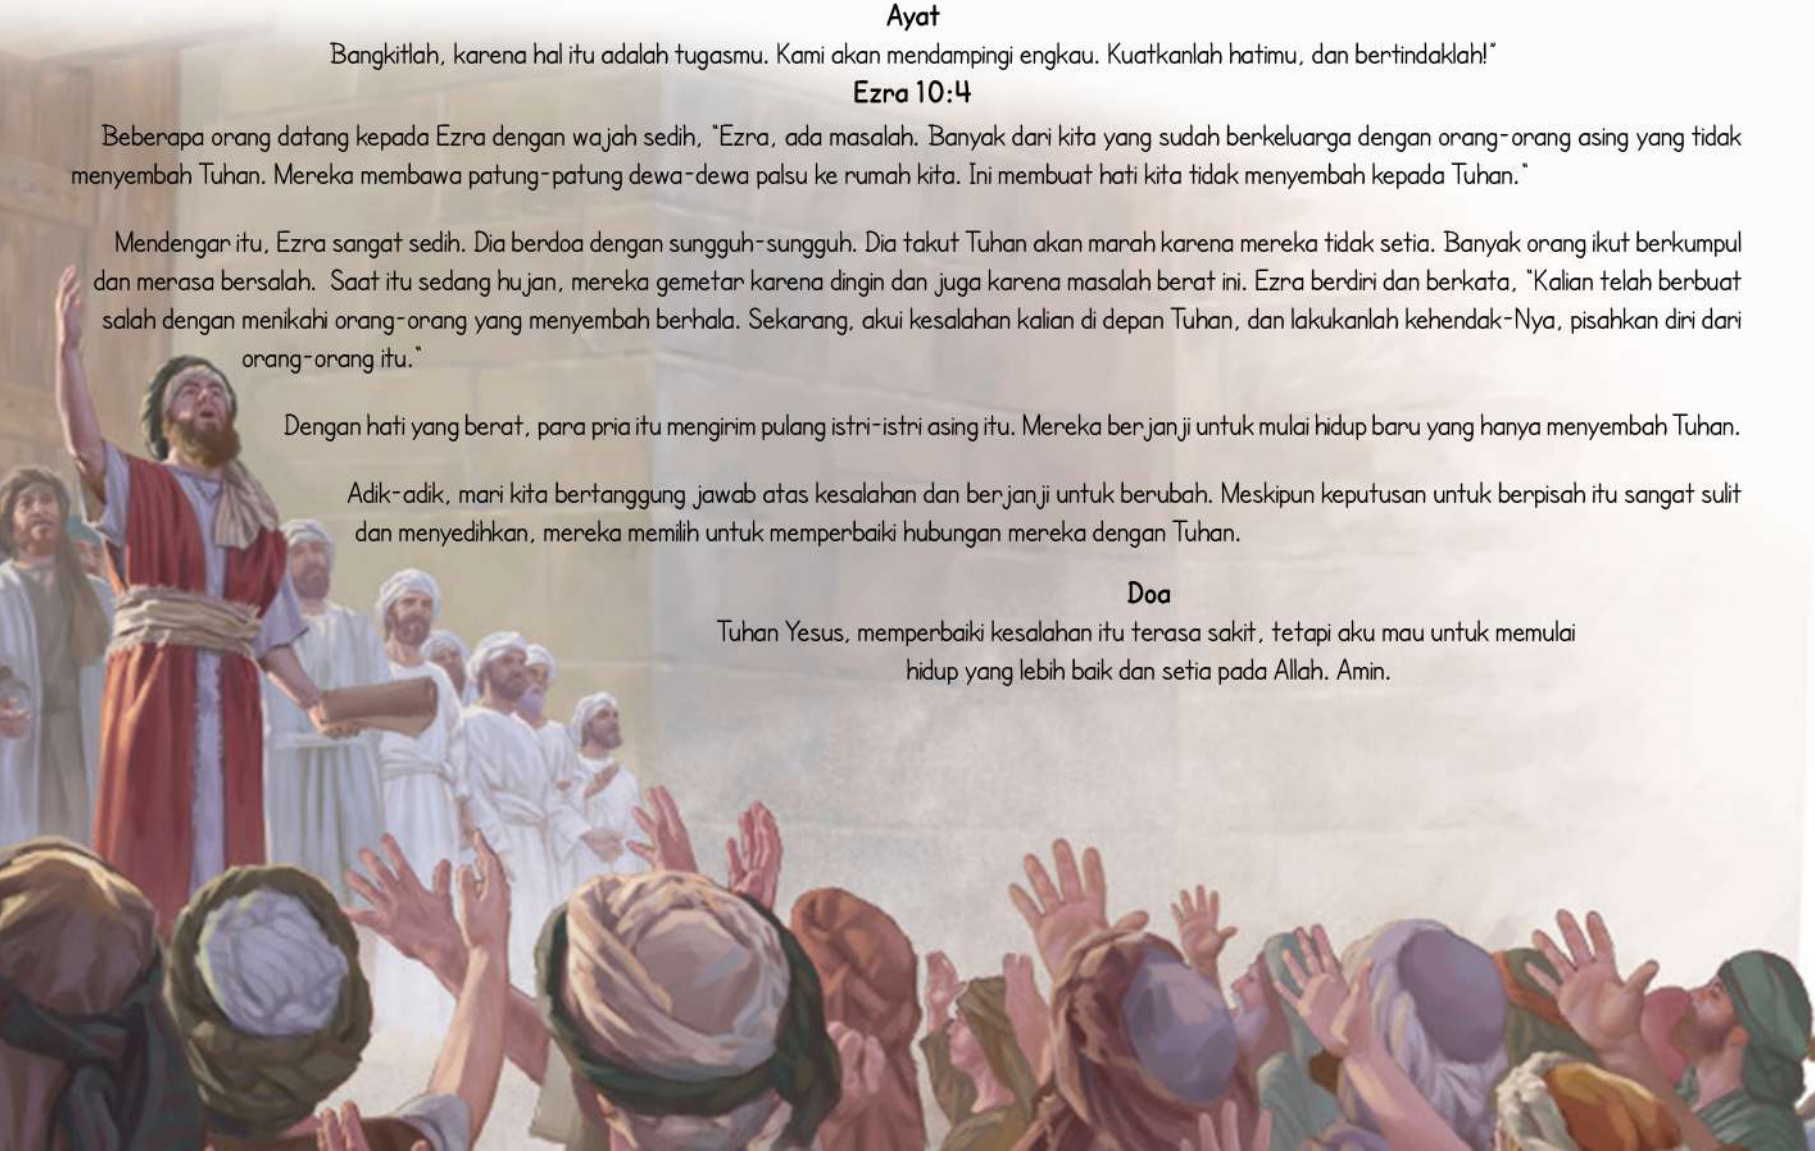 Ayat
Bangkitlah, karena hal itu adalah tugasmu. Kami akan mendampingi engkau. Kuatkanlah hatimu, dan bertindaklah!"
Ezra 10:4
Beberapa orang datang kepada Ezra dengan wajah sedih, "Ezra, ada masalah. Banyak dari kita yang sudah berkeluarga dengan orang-orang asing yang tidak
menyembah Tuhan. Mereka membawa patung-patung dewa-dewa palsu ke rumah kita. Ini membuat hati kita tidak menyembah kepada Tuhan."
Mendengar itu, Ezra sangat sedih. Dia berdoa dengan sungguh-sungguh. Dia takut Tuhan akan marah karena mereka tidak setia. Banyak orang ikut berkumpul
dan merasa bersalah. Saat itu sedang hujan, mereka gemetar karena dingin dan juga karena masalah berat ini. Ezra berdiri dan berkata, "Kalian telah berbuat
salah dengan menikahi orang-orang yang menyembah berhala. Sekarang, akui kesalahan kalian di depan Tuhan, dan lakukanlah kehendak-Nya, pisahkan diri dari
orang-orang itu."
Dengan hati yang berat, para pria itu mengirim pulang istri-istri asing itu. Mereka berjanji untuk mulai hidup baru yang hanya menyembah Tuhan.
Adik-adik, mari kita bertanggung jawab atas kesalahan dan berjanji untuk berubah. Meskipun keputusan untuk berpisah itu sangat sulit
dan menyedihkan, mereka memilih untuk memperbaiki hubungan mereka dengan Tuhan.
Doa
Tuhan Yesus, memperbaiki kesalahan itu terasa sakit, tetapi aku mau untuk memulai
hidup yang lebih baik dan setia pada Allah. Amin.